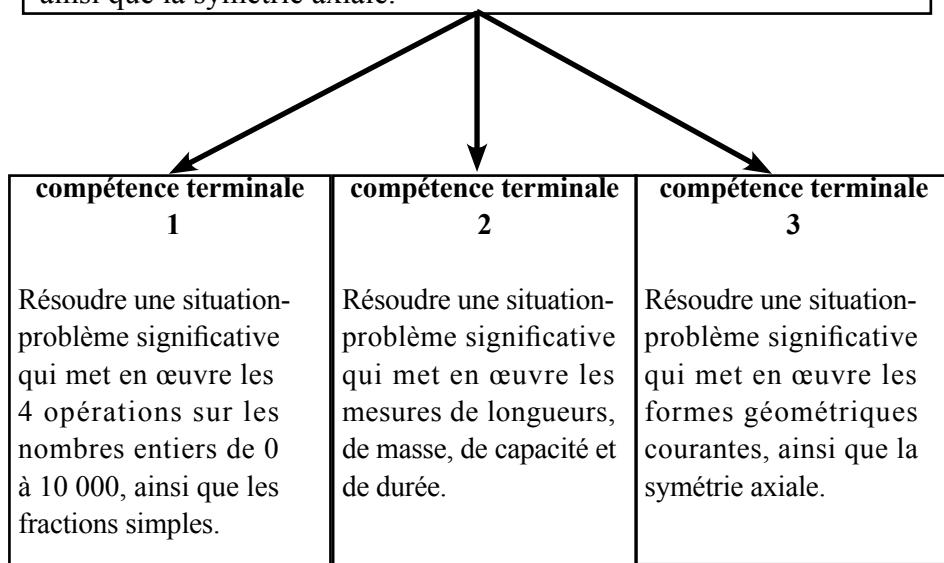 ainsi que la symétrie axiale.
compétence terminale
1
Résoudre une situation-
problème significative
qui met en œuvre les
4 opérations sur les
nombres entiers de 0
à 10 000, ainsi que les
fractions simples.
compétence terminale
2
Résoudre une situation-
problème significative
qui met en œuvre les
mesures de longueurs,
de masse, de capacité et
de durée.
compétence terminale
3
Résoudre une situation-
problème significative
qui met en œuvre les
formes géométriques
courantes, ainsi que la
symétrie axiale.